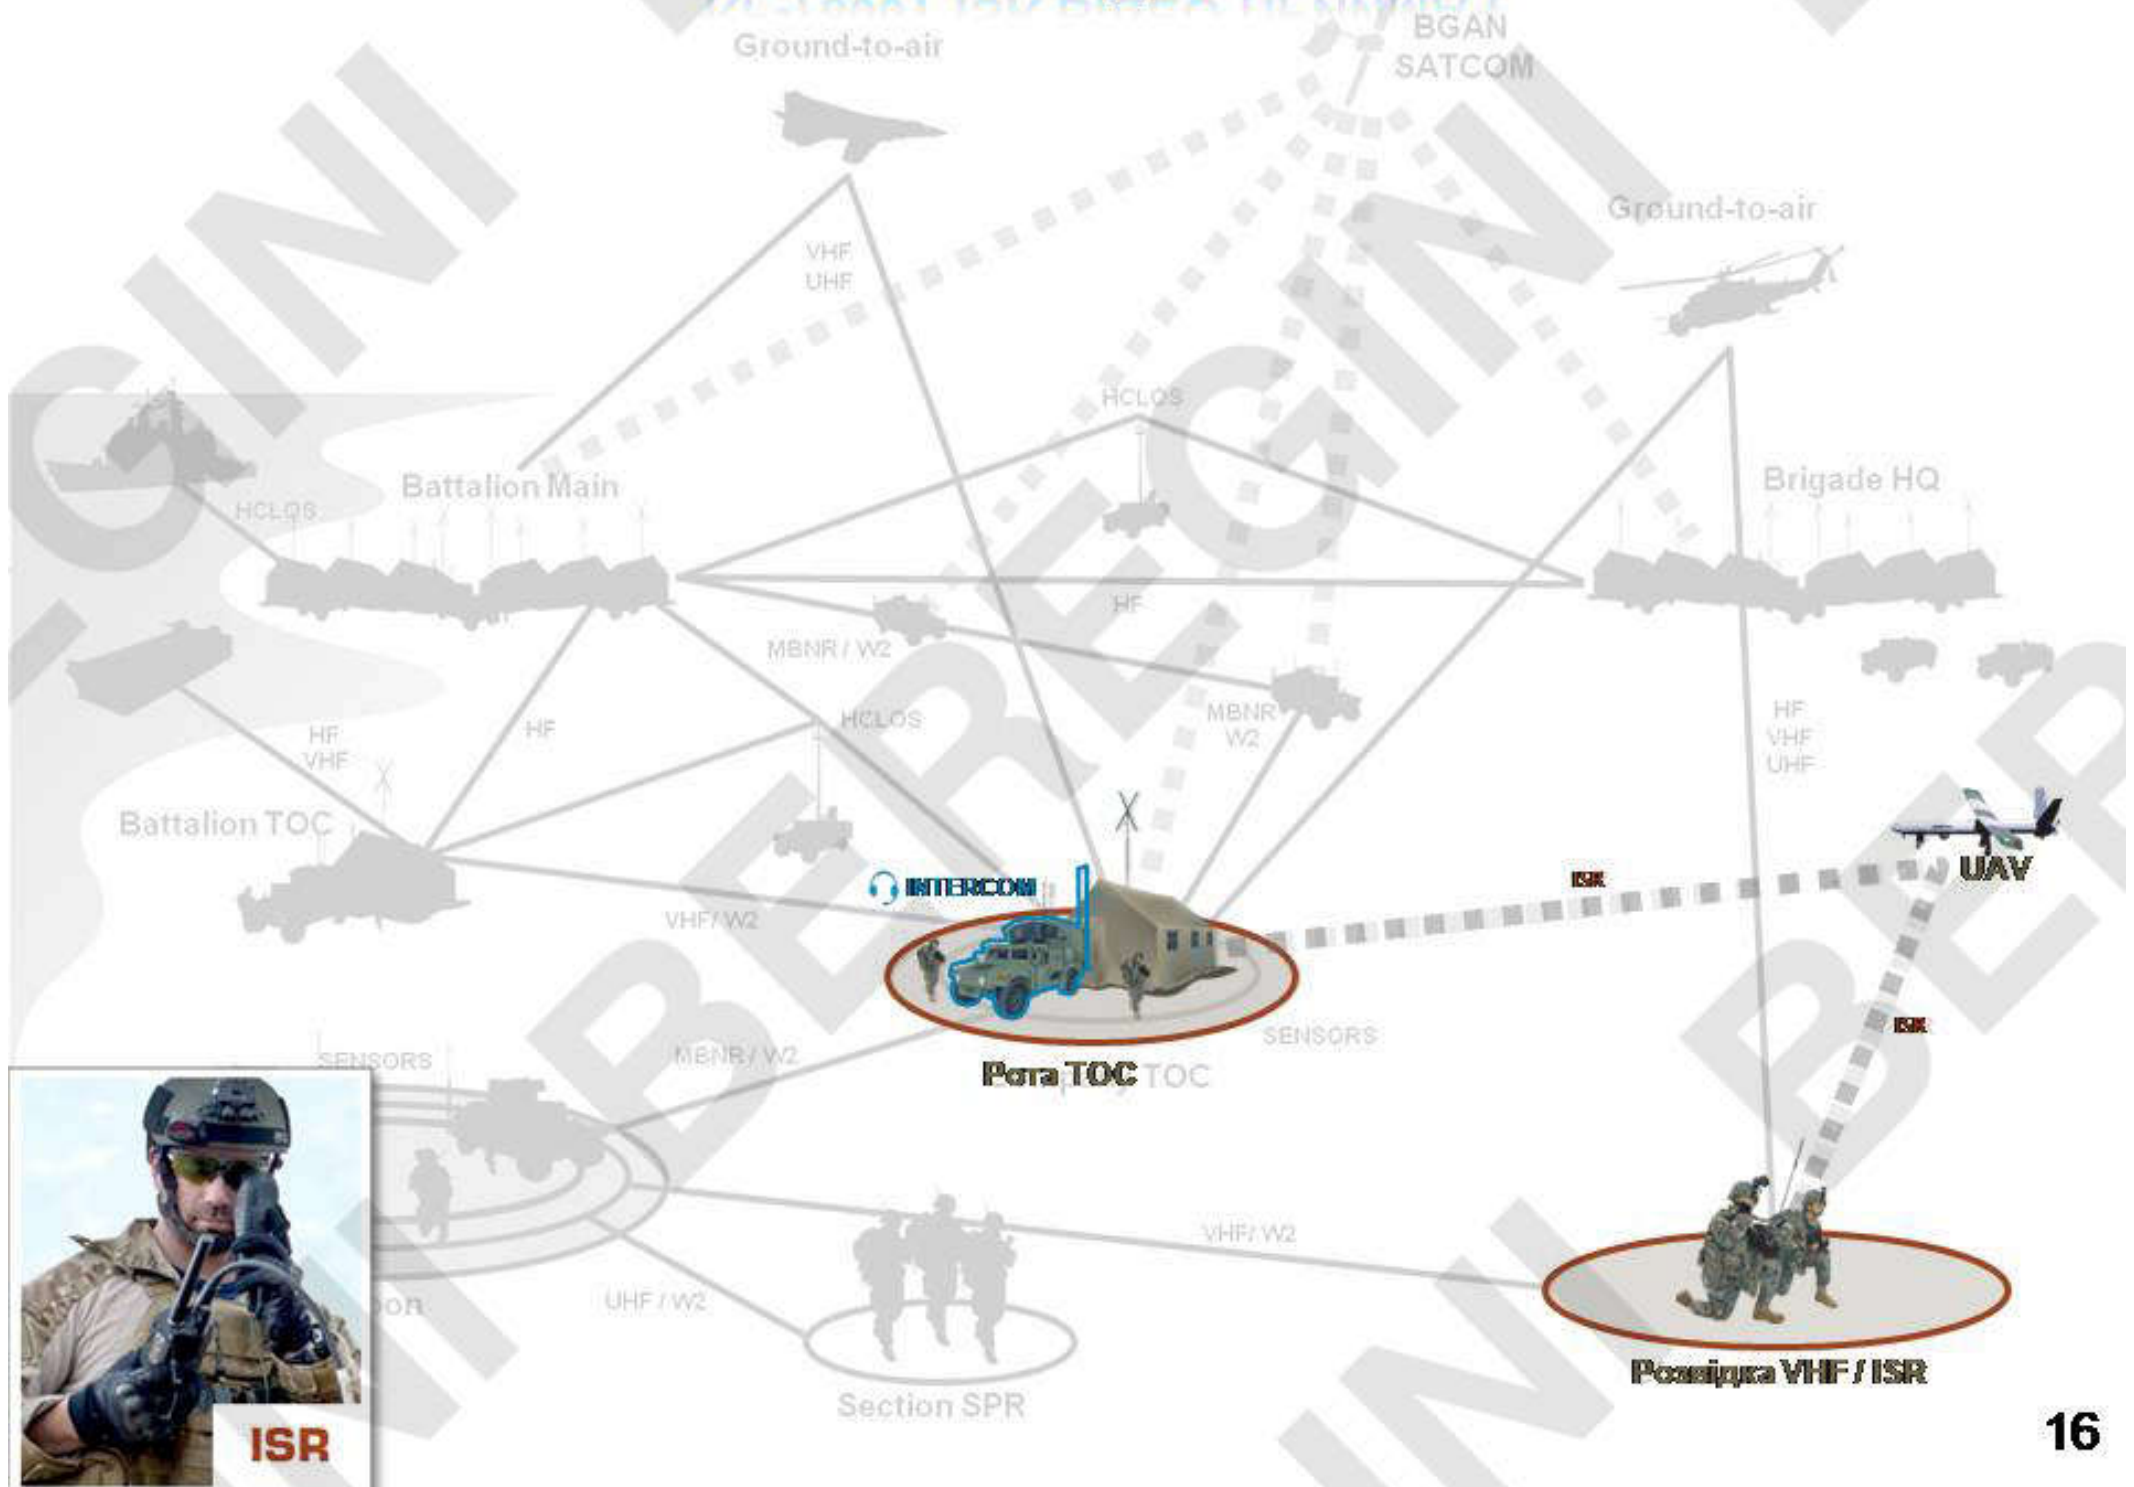 BGAN
SATCOM
Ground-to-air
Ground-to-air
VHF
UHF
HCLOS
Battalion Main
Brigade HQ
HCLOS
HF
MBNR / W2
HF
VHF
HF
HCLOS
MBNR
W2
HF
VHF
UHF
Battalion TOC
UAV
ISR
INTERCOM
VHF/ W2
ISR
SENSORS
SENSORS
MBNR / W2
Рота TOC
TOC
VHF/ W2
UHF / W2
Розвідка VHF / ISR
Section SPR
ISR
16
BEREGINI